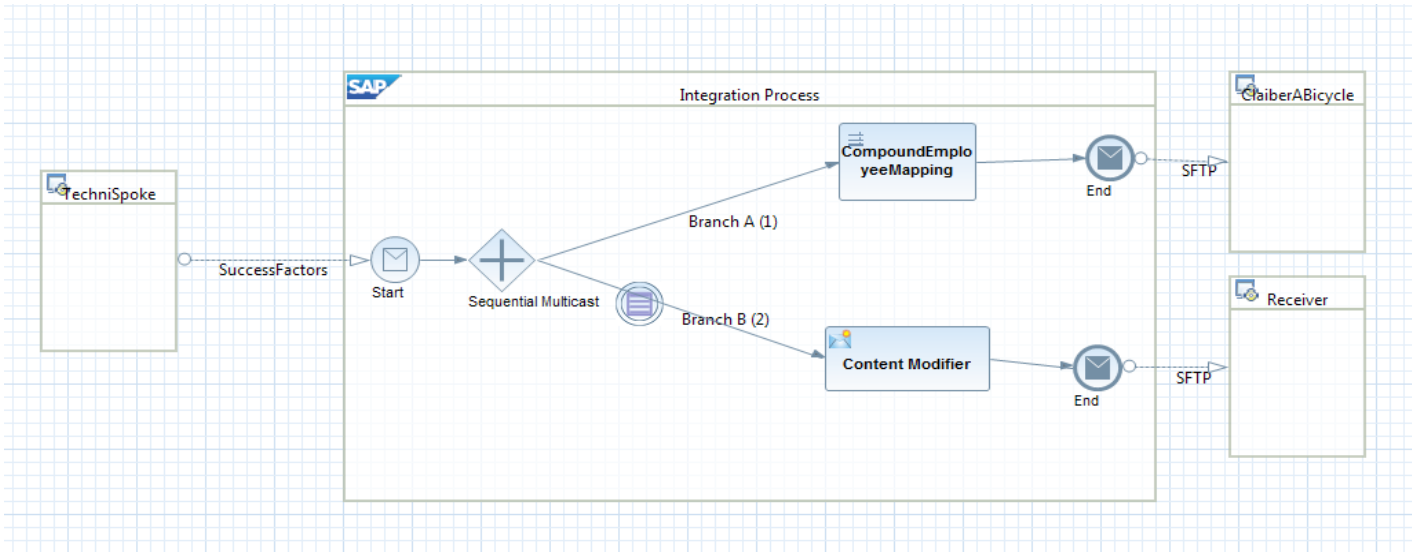 SAP
Integration Process
ClaiberABicycle
CompoundEmplo
yeeMapping
End
SFTP
TechniSpoke
Branch A (1)
SuccessFactors
Start
Sequential Multicast
Branch B (2)
Receiver
Content Modifier
End
SFTP